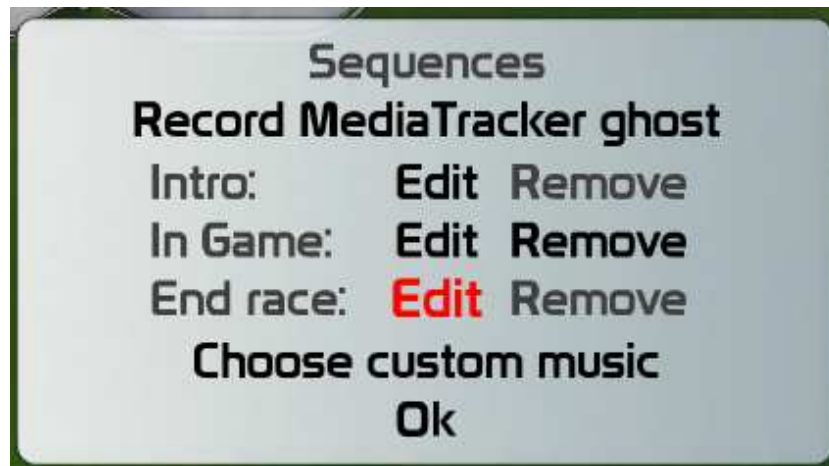 Sequences
Record MediaTracker ghost
Intro: Edit Remove
In Game: Edit Remove
End race: Edit Remove
Choose custom music
Ok